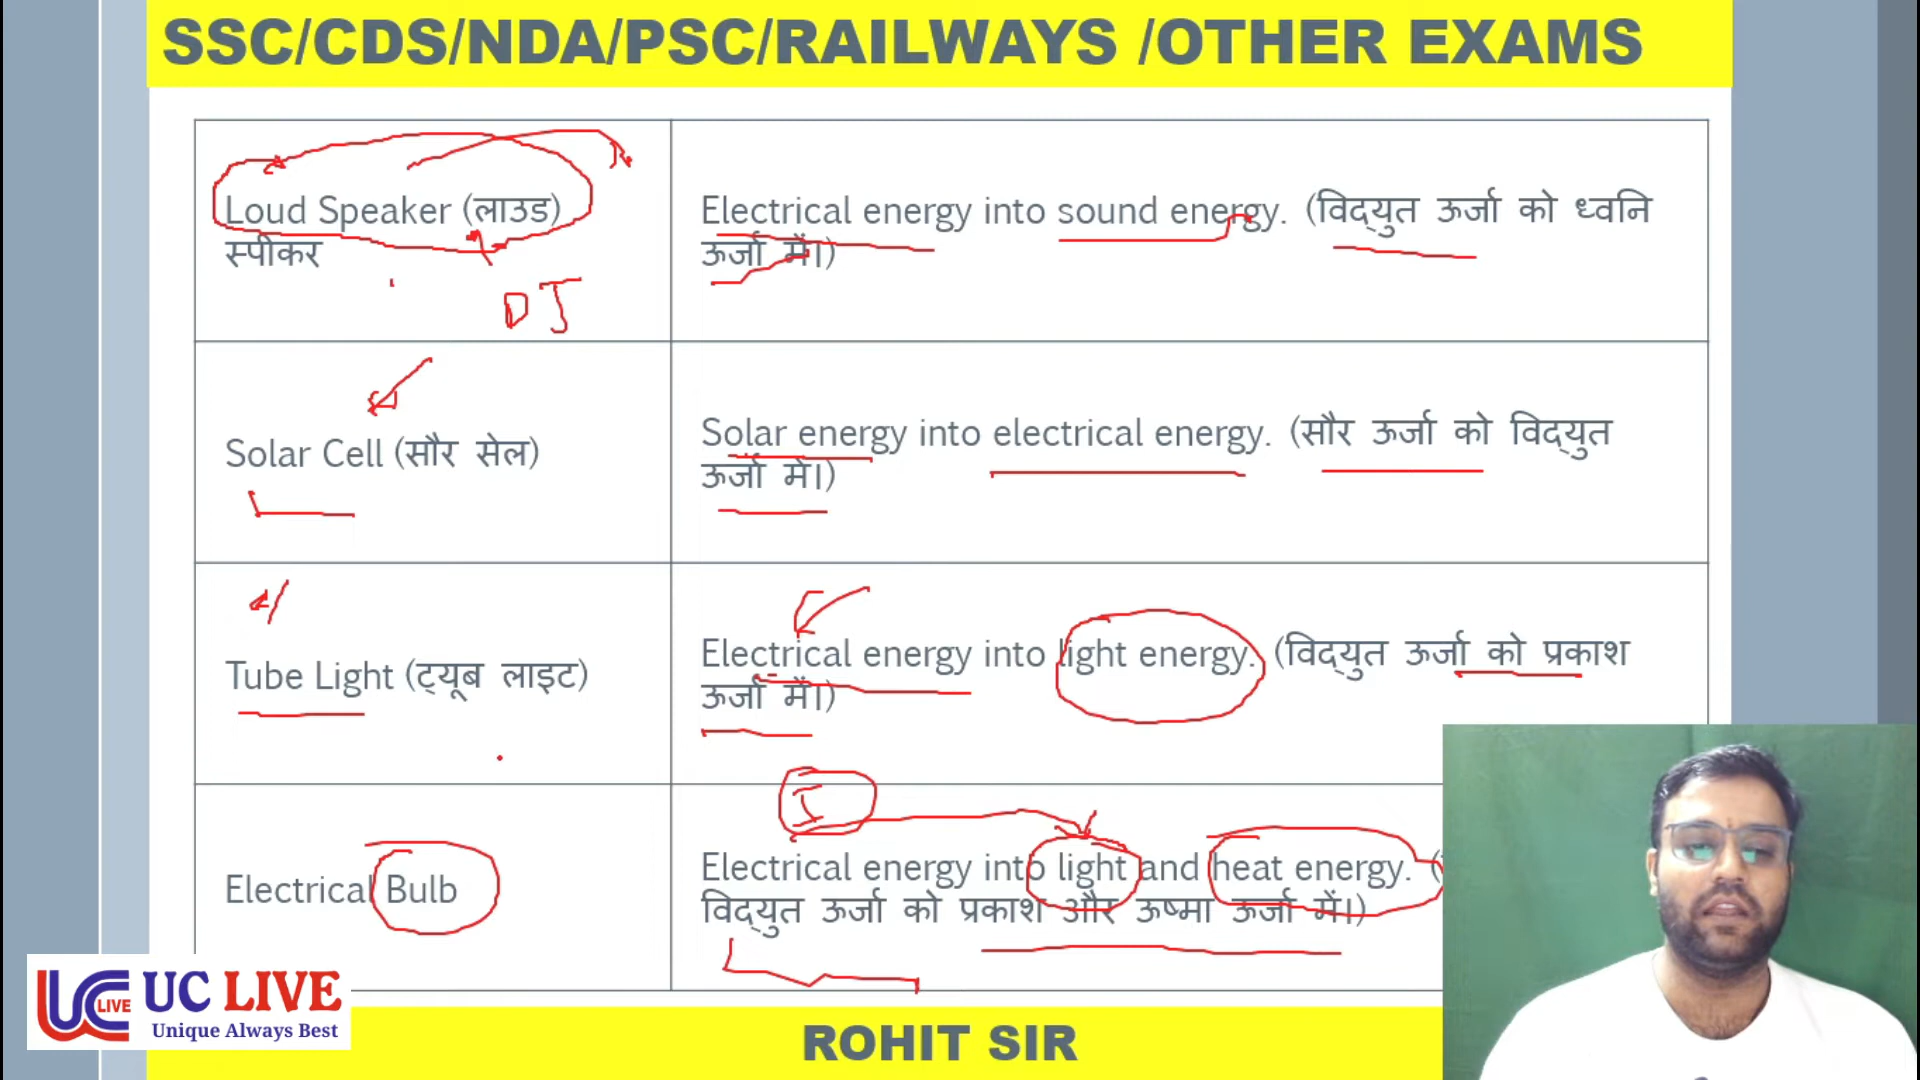 SSC/CDS/NDA/PSC/RAILWAYS /OTHER EXAMS
Loud Speaker (लाउड)
स्पीकर
DJ
Electrical energy into sound energy. (विद्युत ऊर्जा को ध्वनि
ऊर्जा में।)
Solar Cell (सौर सेल)
Solar energy into electrical energy. (सौर ऊर्जा को विद्युत
ऊर्जा मे।)
Tube Light (ट्यूब लाइट)
Electrical energy into light energy. (विद्युत ऊर्जा को प्रकाश
ऊर्जा में।)
I
Electrical Bulb
Electrical energy into light and heat energy. (
विद्युत ऊर्जा को प्रकाश और ऊष्मा ऊर्जा में।)
UC LIVE
LIVE
Unique Always Best
ROHIT SIR